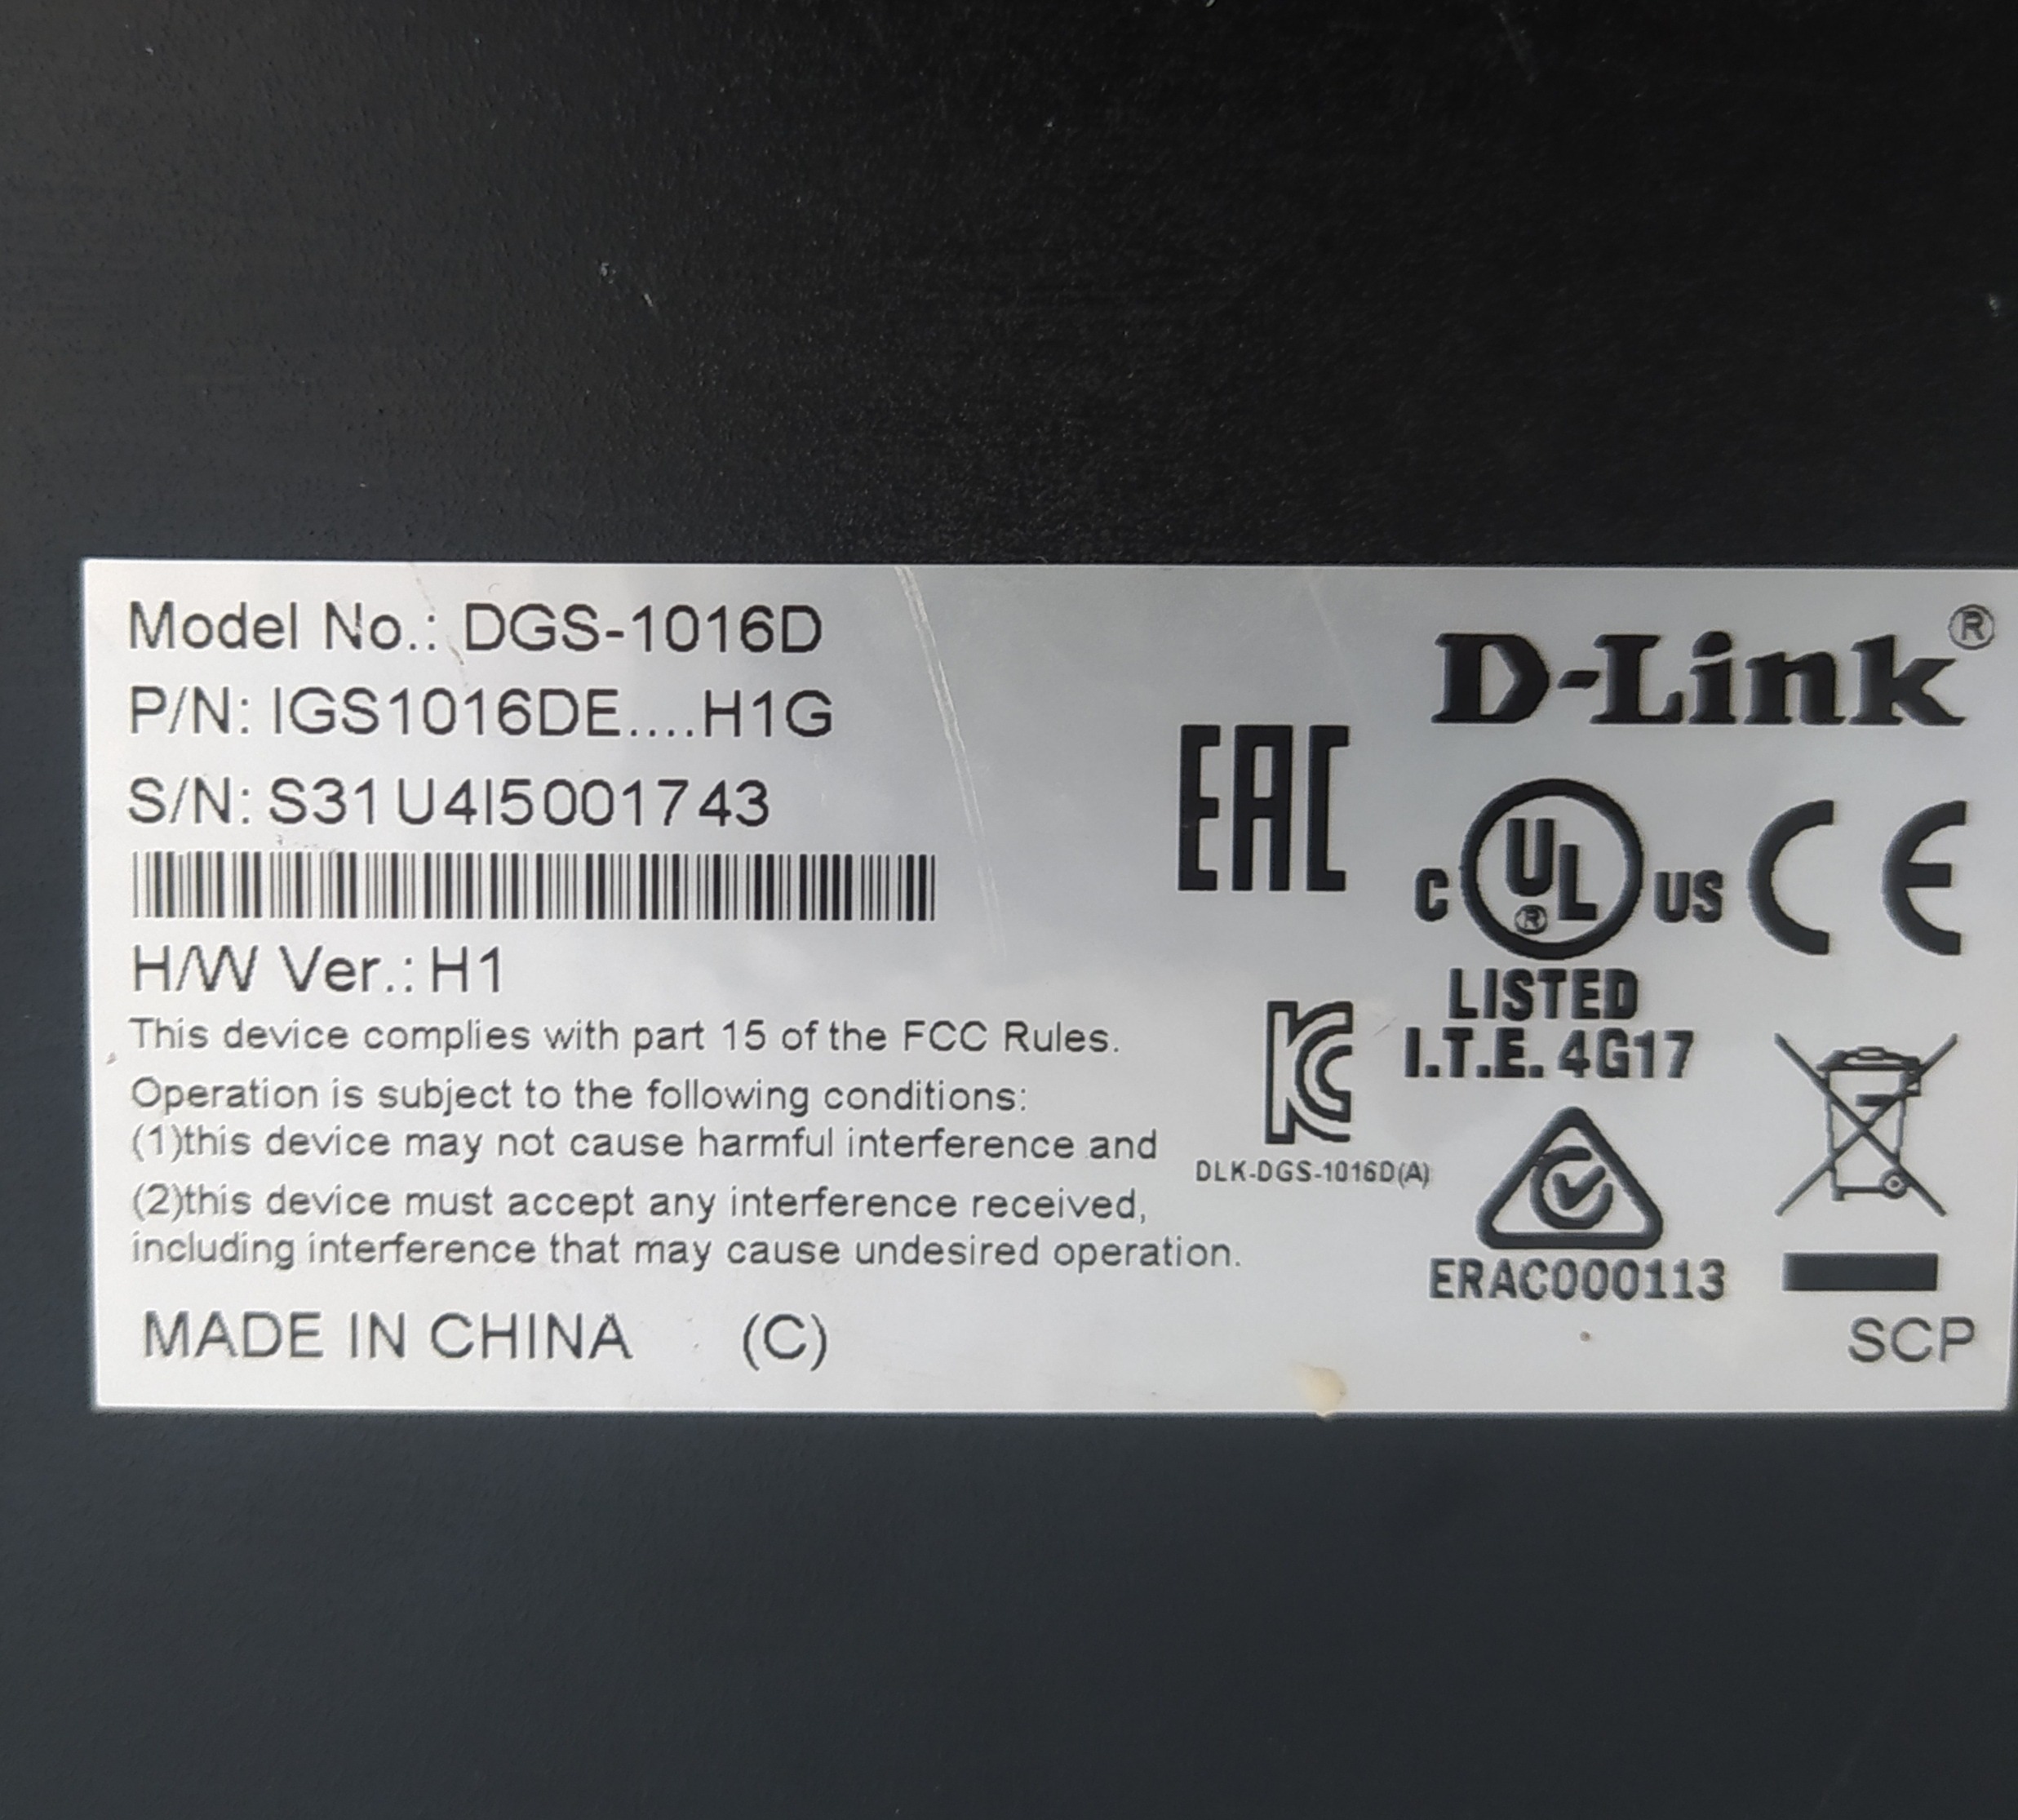 Model No.: DGS-1016D
P/N: IGS1016DE....H1G
S/N: S31U4I5001743
H/W Ver.: H1
This device complies with part 15 of the FCC Rules.
Operation is subject to the following conditions:
(1)this device may not cause harmful interference and
(2)this device must accept any interference received,
including interference that may cause undesired operation.
MADE IN CHINA (C)
D-Link®
EAC
C UL® US CE
LISTED
I.T.E. 4G17
KC
DLK-DGS-1016D(A)
ERAC000113
SCP